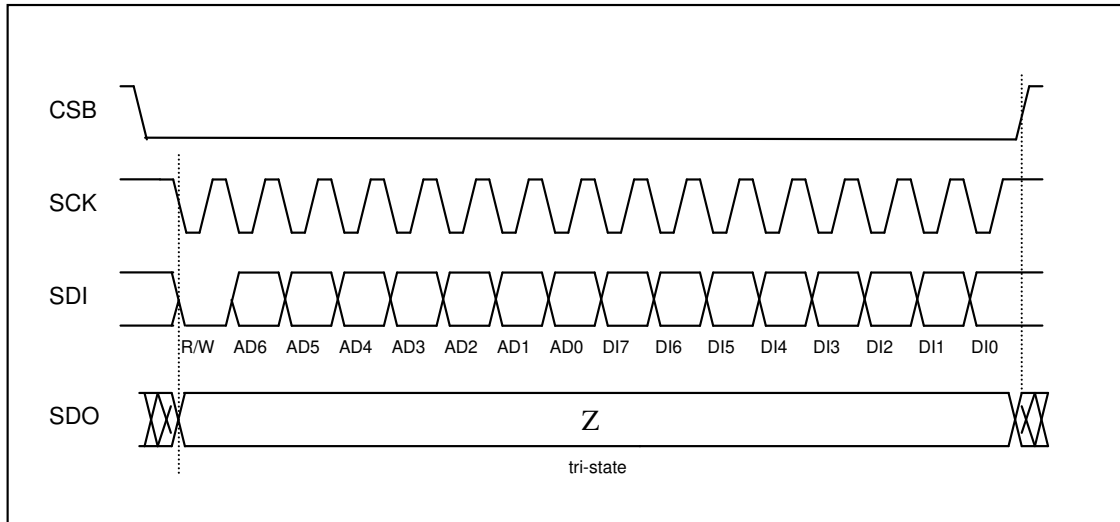 CSB
SCK
SDI
R/W AD6 AD5 AD4 AD3 AD2 AD1 AD0 DI7 DI6 DI5 DI4 DI3 DI2 DI1 DI0
SDO
Z
tri-state